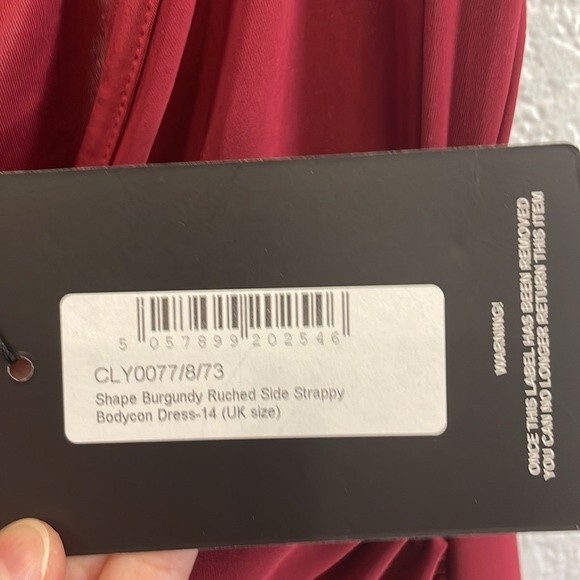 5 057899 202546
CLY0077/8/73
Shape Burgundy Ruched Side Strappy
Bodycon Dress-14 (UK size)
WARNING!
ONCE THIS LABEL HAS BEEN REMOVED
YOU CAN NO LONGER RETURN THIS ITEM